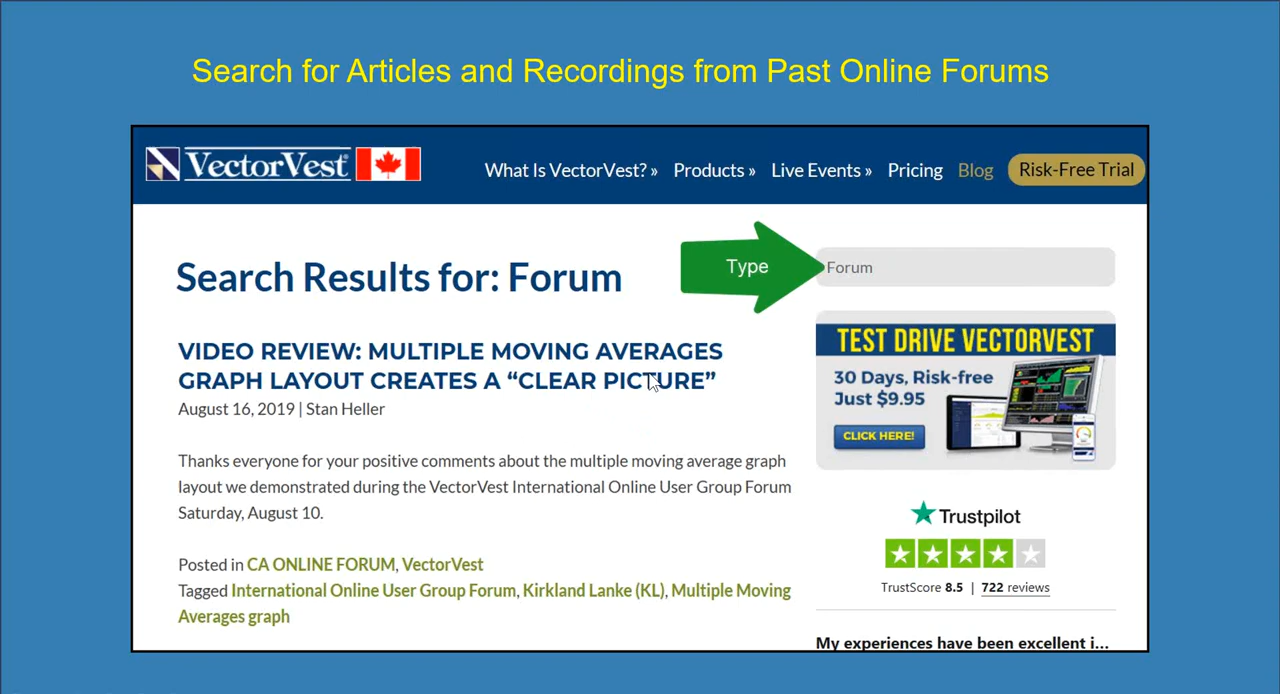 Search for Articles and Recordings from Past Online Forums
VectorVest®
What Is VectorVest? » Products » Live Events » Pricing Blog Risk-Free Trial
Search Results for: Forum
Type
Forum
VIDEO REVIEW: MULTIPLE MOVING AVERAGES
GRAPH LAYOUT CREATES A “CLEAR PICTURE”
August 16, 2019 | Stan Heller
Thanks everyone for your positive comments about the multiple moving average graph
layout we demonstrated during the VectorVest International Online User Group Forum
Saturday, August 10.
Posted in CA ONLINE FORUM, VectorVest
Tagged International Online User Group Forum, Kirkland Lanke (KL), Multiple Moving
Averages graph
TEST DRIVE VECTORVEST
30 Days, Risk-free
Just $9.95
CLICK HERE!
Trustpilot
TrustScore 8.5 | 722 reviews
My experiences have been excellent i...